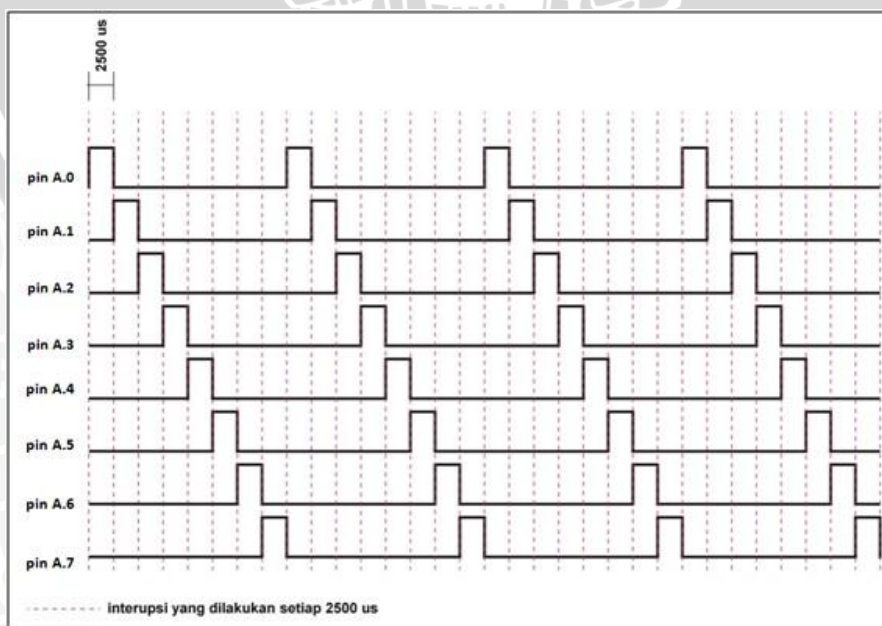 2500 us
pin A.0
pin A.1
pin A.2
pin A.3
pin A.4
pin A.5
pin A.6
pin A.7
interupsi yang dilakukan setiap 2500 us